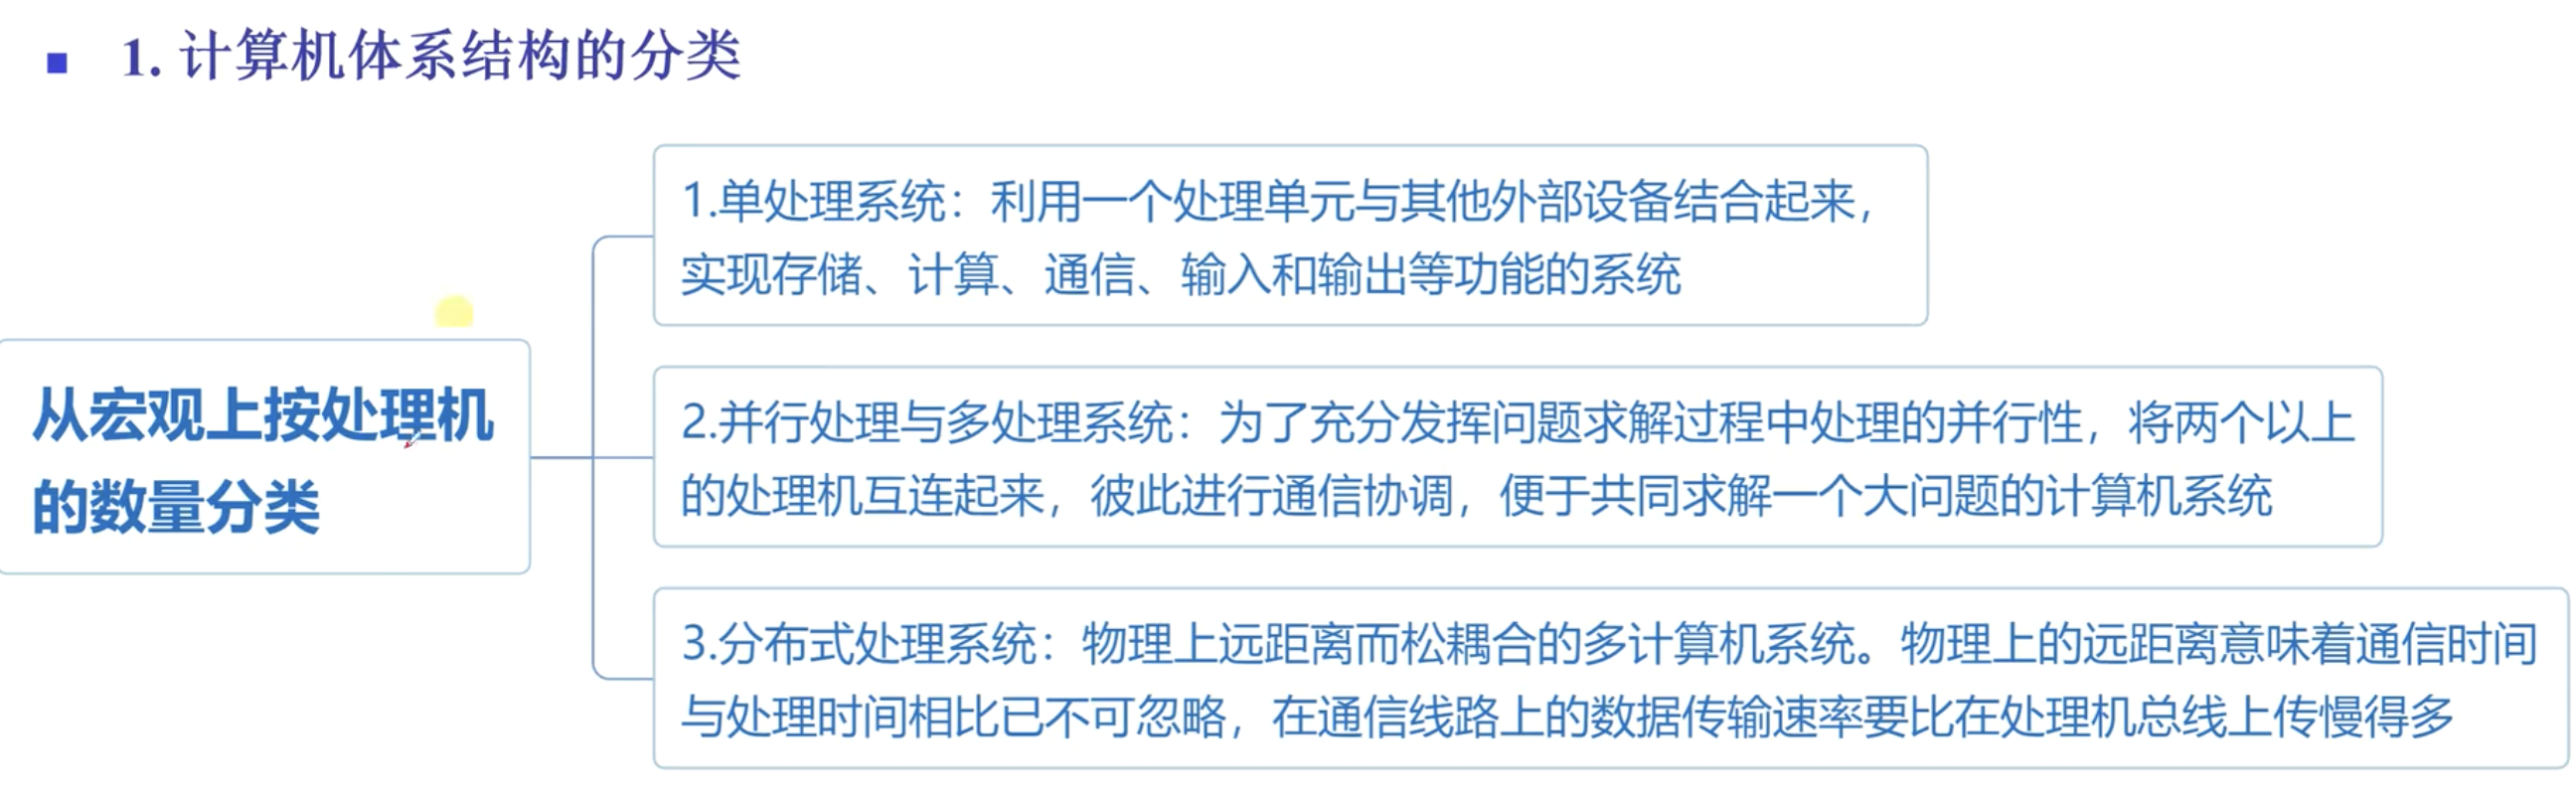 1. 计算机体系结构的分类
从宏观上按处理机
的数量分类
1.单处理系统：利用一个处理单元与其他外部设备结合起来，
实现存储、计算、通信、输入和输出等功能的系统
2.并行处理与多处理系统：为了充分发挥问题求解过程中处理的并行性，将两个以上
的处理机互连起来，彼此进行通信协调，便于共同求解一个大问题的计算机系统
3.分布式处理系统：物理上远距离而松耦合的多计算机系统。物理上的远距离意味着通信时间
与处理时间相比已不可忽略，在通信线路上的数据传输速率要比在处理机总线上传慢得多